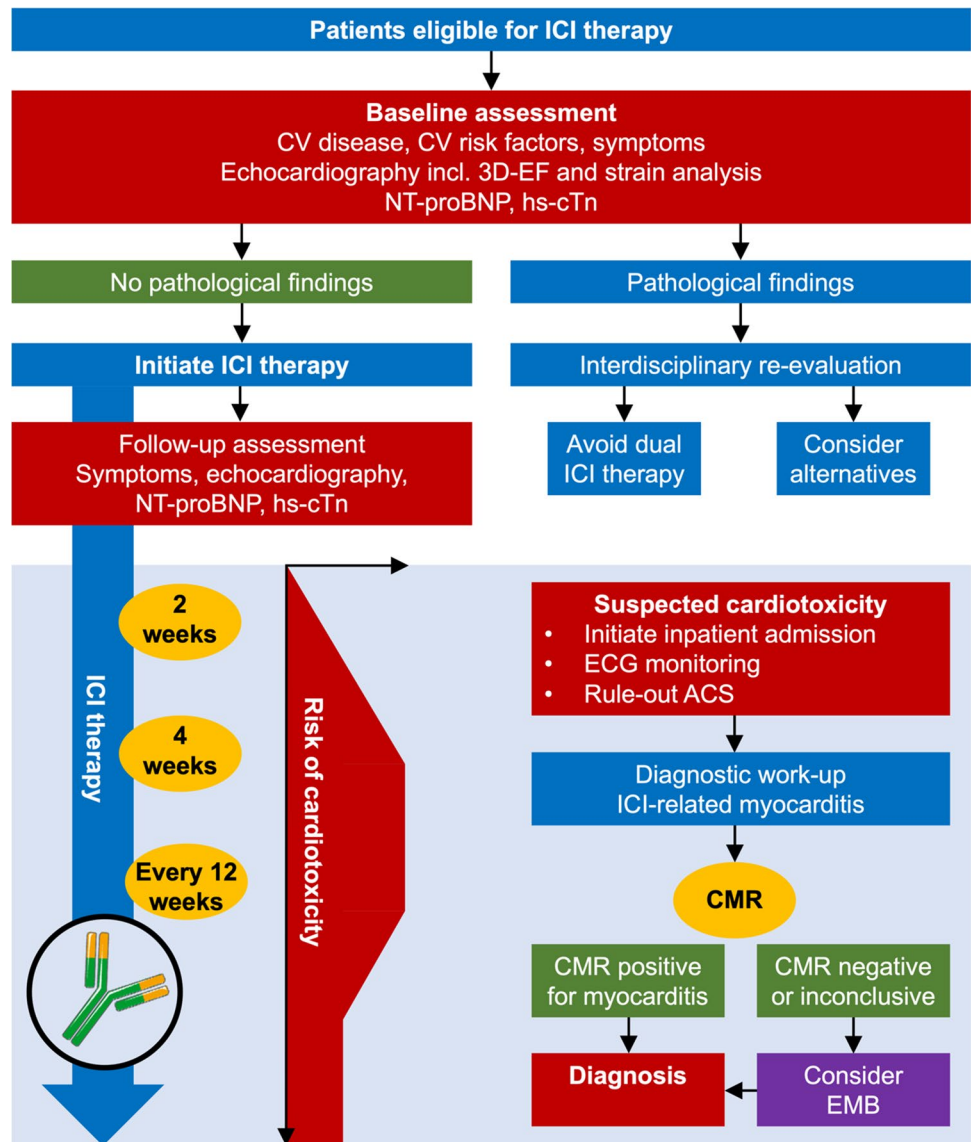 Patients eligible for ICI therapy
Baseline assessment
CV disease, CV risk factors, symptoms
Echocardiography incl. 3D-EF and strain analysis
NT-proBNP, hs-cTn
No pathological findings
Pathological findings
Initiate ICI therapy
Interdisciplinary re-evaluation
Follow-up assessment
Symptoms, echocardiography,
NT-proBNP, hs-cTn
Avoid dual
ICI therapy
Consider
alternatives
ICI therapy
2
weeks
4
weeks
Every 12
weeks
Risk of cardiotoxicity
Suspected cardiotoxicity
• Initiate inpatient admission
• ECG monitoring
• Rule-out ACS
Diagnostic work-up
ICI-related myocarditis
CMR
CMR positive
for myocarditis
CMR negative
or inconclusive
Diagnosis
Consider
EMB